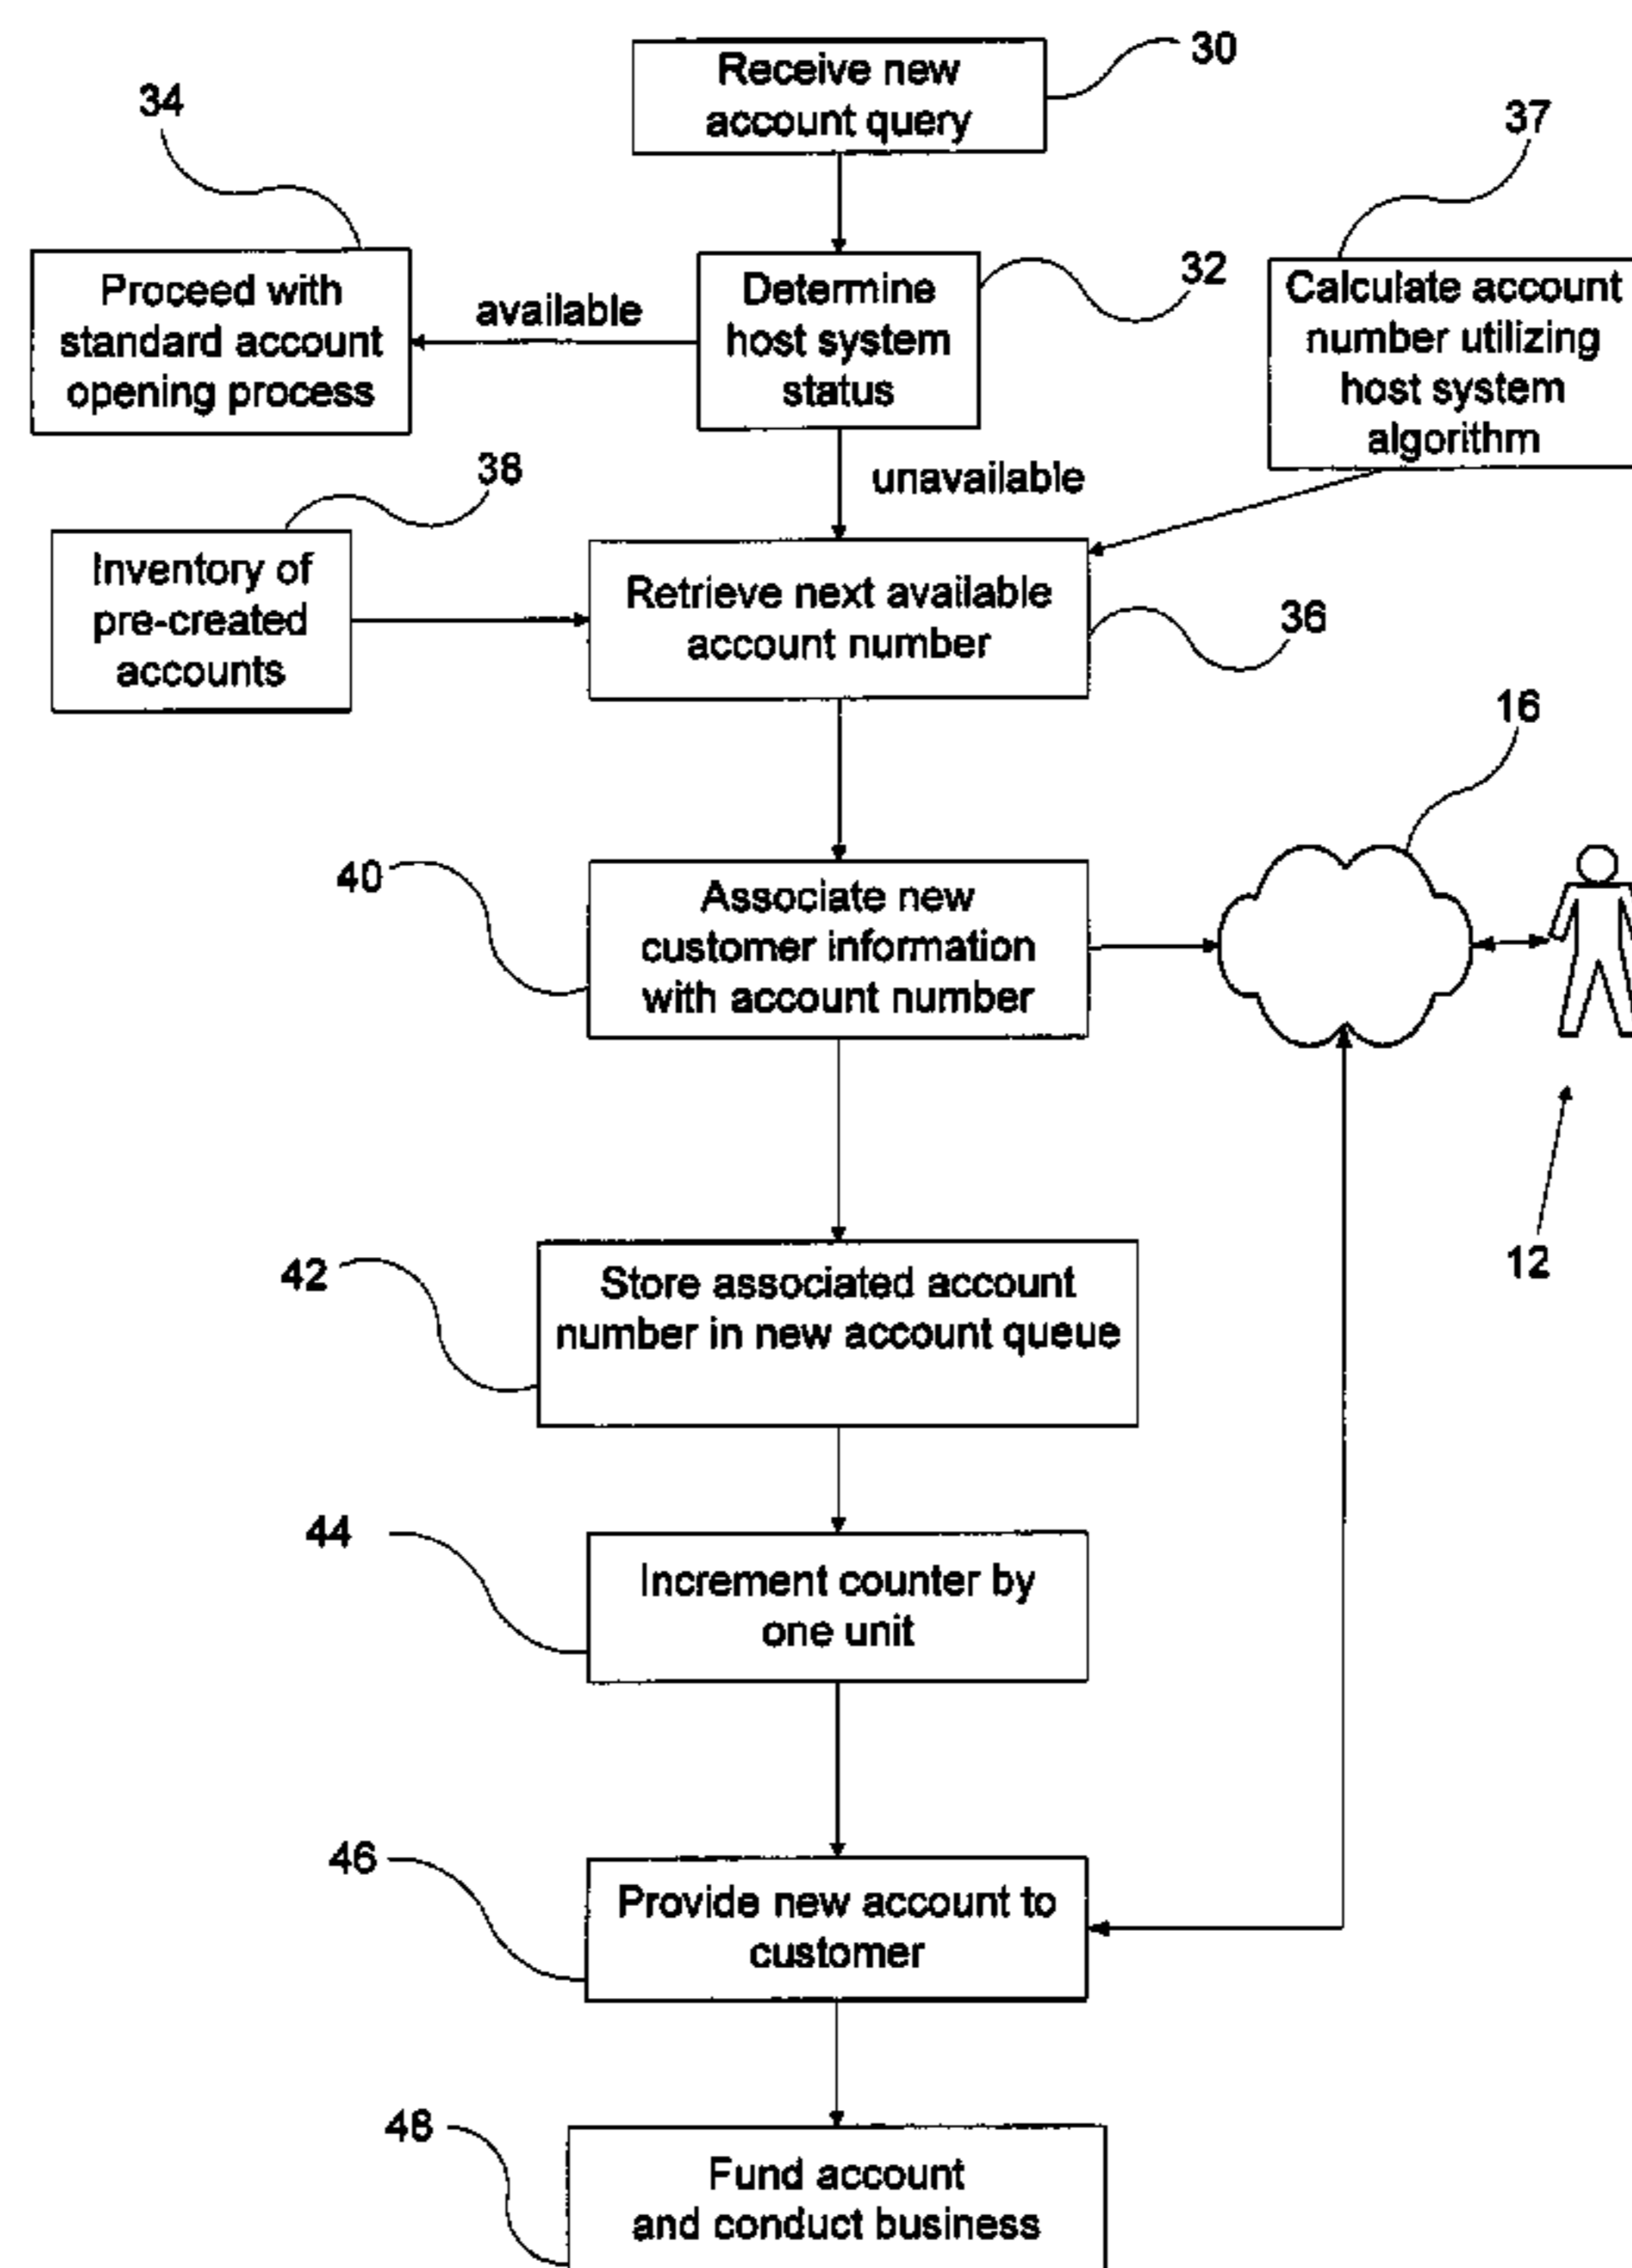 Receive new
account query
30
34
37
Proceed with
standard account
opening process
available
Determine
host system
status
32
Calculate account
number utilizing
host system
algorithm
unavailable
38
Inventory of
pre-created
accounts
Retrieve next available
account number
36
16
40
Associate new
customer information
with account number
12
42
Store associated account
number in new account queue
44
Increment counter by
one unit
46
Provide new account to
customer
48
Fund account
and conduct business